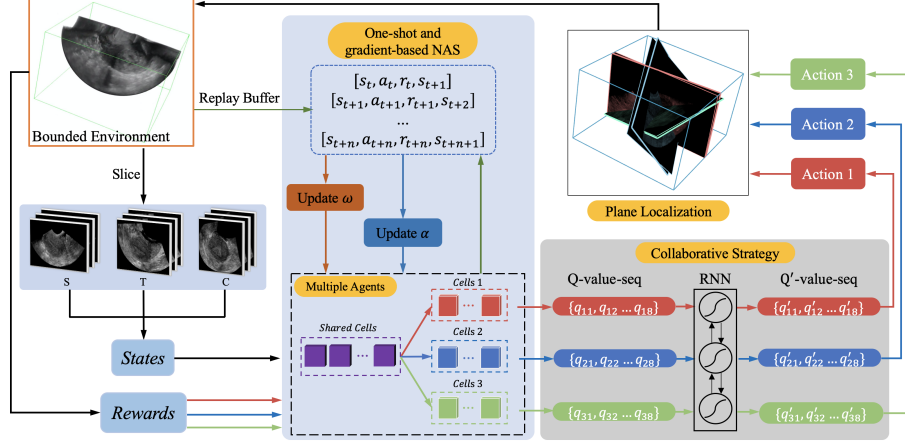 Bounded Environment
Replay Buffer
Slice
S
T
C
States
Rewards
One-shot and
gradient-based NAS
[s_t, a_t, r_t, s_{t+1}]
[s_{t+1}, a_{t+1}, r_{t+1}, s_{t+2}]
...
[s_{t+n}, a_{t+n}, r_{t+n}, s_{t+n+1}]
Update ω
Update α
Multiple Agents
Shared Cells
...
Cells 1
...
Cells 2
...
Cells 3
...
Plane Localization
Action 3
Action 2
Action 1
Collaborative Strategy
Q-value-seq
RNN
Q′-value-seq
{q_{11}, q_{12} ... q_{18}}
{q′_{11}, q′_{12} ... q′_{18}}
{q_{21}, q_{22} ... q_{28}}
{q′_{21}, q′_{22} ... q′_{28}}
{q_{31}, q_{32} ... q_{38}}
{q′_{31}, q′_{32} ... q′_{38}}